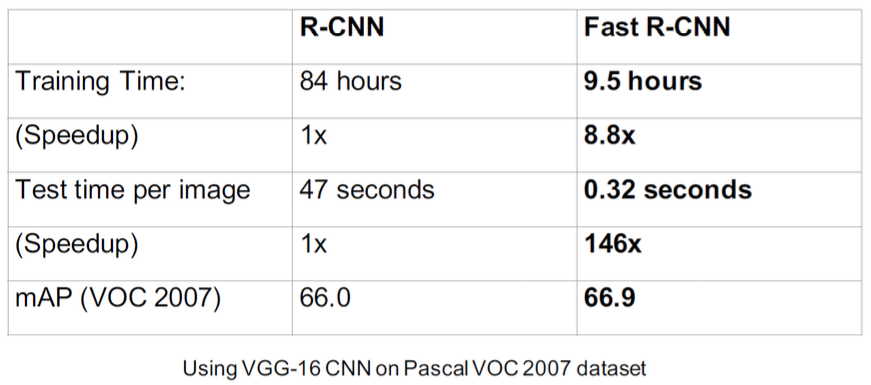 R-CNN Fast R-CNN
Training Time: 84 hours 9.5 hours
(Speedup) 1x 8.8x
Test time per image 47 seconds 0.32 seconds
(Speedup) 1x 146x
mAP (VOC 2007) 66.0 66.9
Using VGG-16 CNN on Pascal VOC 2007 dataset